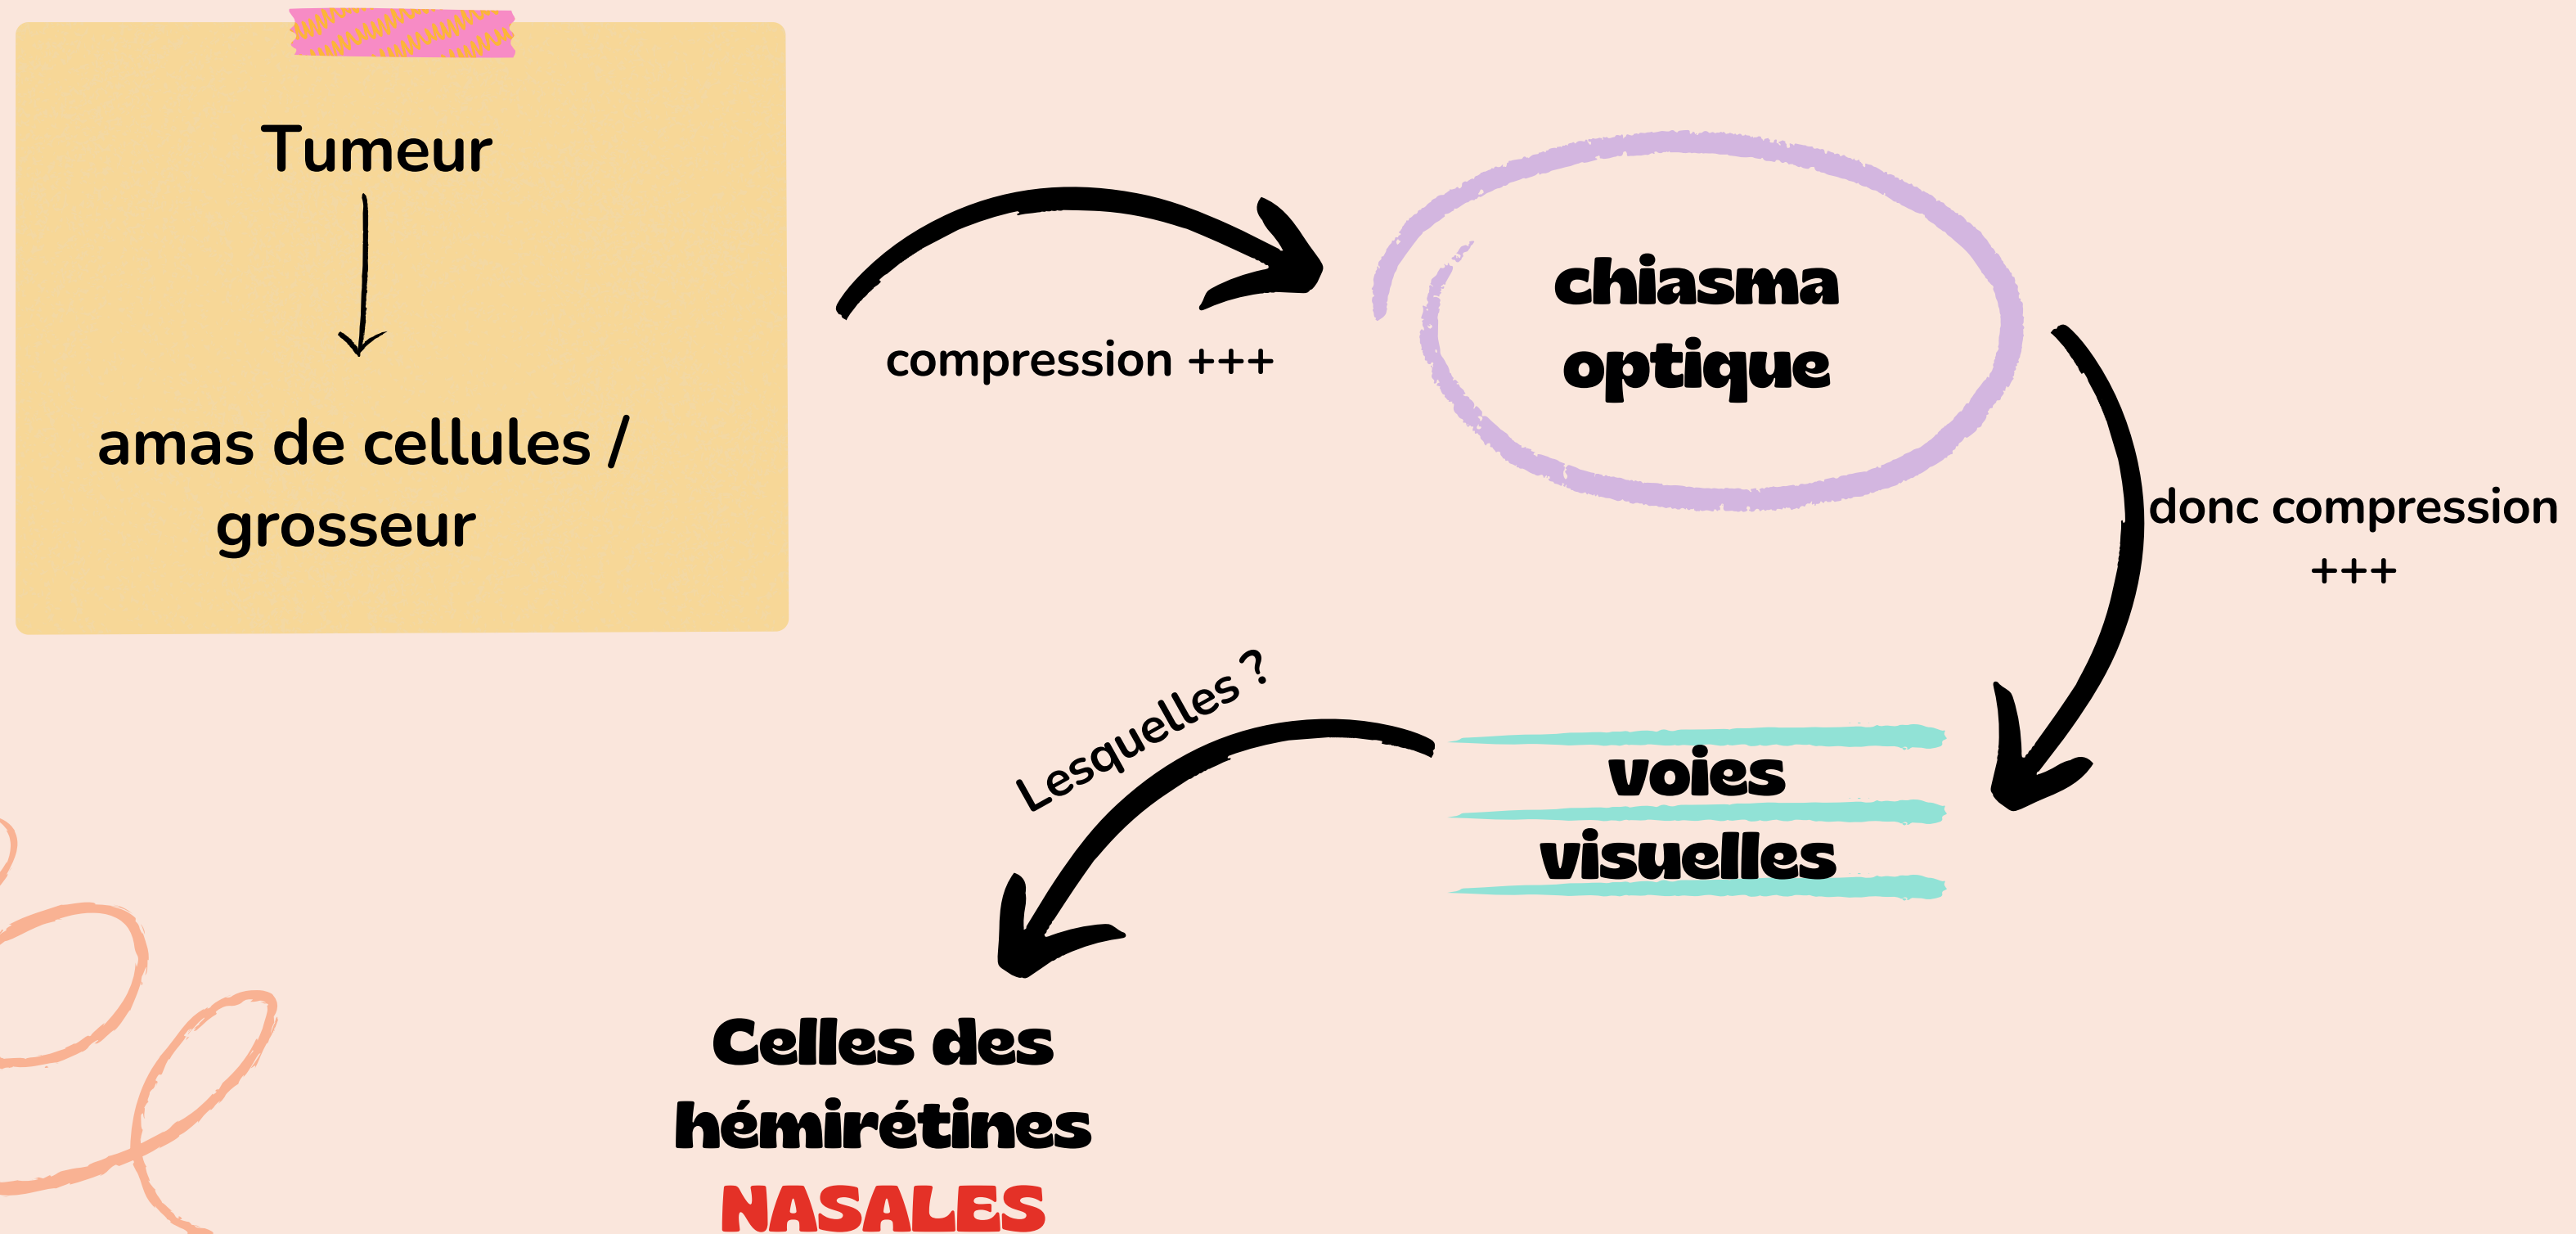 Tumeur
amas de cellules /
grosseur
compression +++
chiasma
optique
donc compression
+++
voies
visuelles
Lesquelles ?
Celles des
hémirétines
NASALES